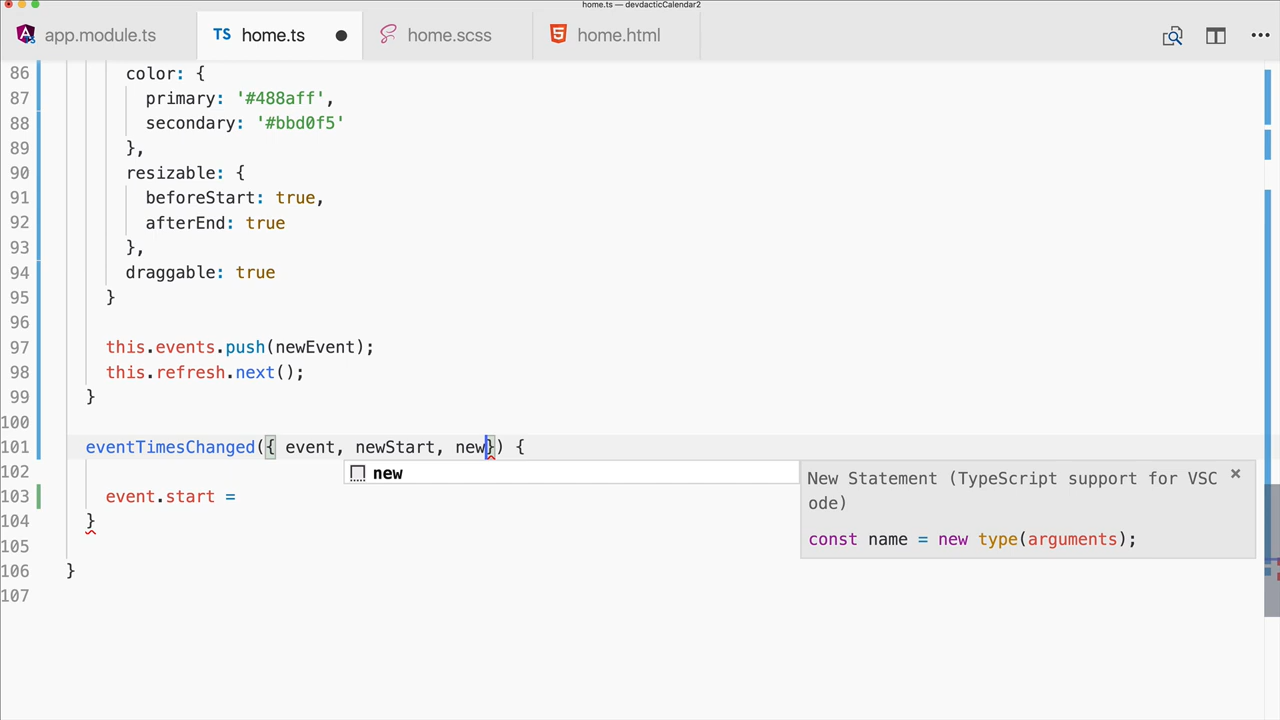 home.ts — devdacticCalendar2
app.module.ts
TS home.ts
home.scss
home.html
86 color: {
87 primary: '#488aff',
88 secondary: '#bbd0f5'
89 },
90 resizable: {
91 beforeStart: true,
92 afterEnd: true
93 },
94 draggable: true
95 }
96
97 this.events.push(newEvent);
98 this.refresh.next();
99 }
100
101 eventTimesChanged({ event, newStart, new}) {
102
new
New Statement (TypeScript support for VSC
ode)
const name = new type(arguments);
103 event.start =
104 }
105
106 }
107